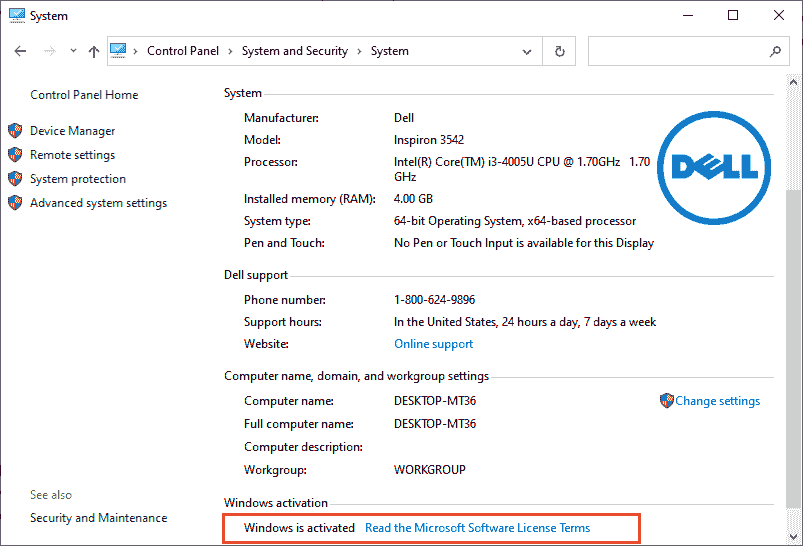 System
Control Panel › System and Security › System
Control Panel Home
Device Manager
Remote settings
System protection
Advanced system settings
See also
Security and Maintenance
System
Manufacturer: Dell
Model: Inspiron 3542
Processor: Intel(R) Core(TM) i3-4005U CPU @ 1.70GHz 1.70
GHz
Installed memory (RAM): 4.00 GB
System type: 64-bit Operating System, x64-based processor
Pen and Touch: No Pen or Touch Input is available for this Display
DELL
Dell support
Phone number: 1-800-624-9896
Support hours: In the United States, 24 hours a day, 7 days a week
Website: Online support
Computer name, domain, and workgroup settings
Computer name: DESKTOP-MT36 Change settings
Full computer name: DESKTOP-MT36
Computer description:
Workgroup: WORKGROUP
Windows activation
Windows is activated Read the Microsoft Software License Terms